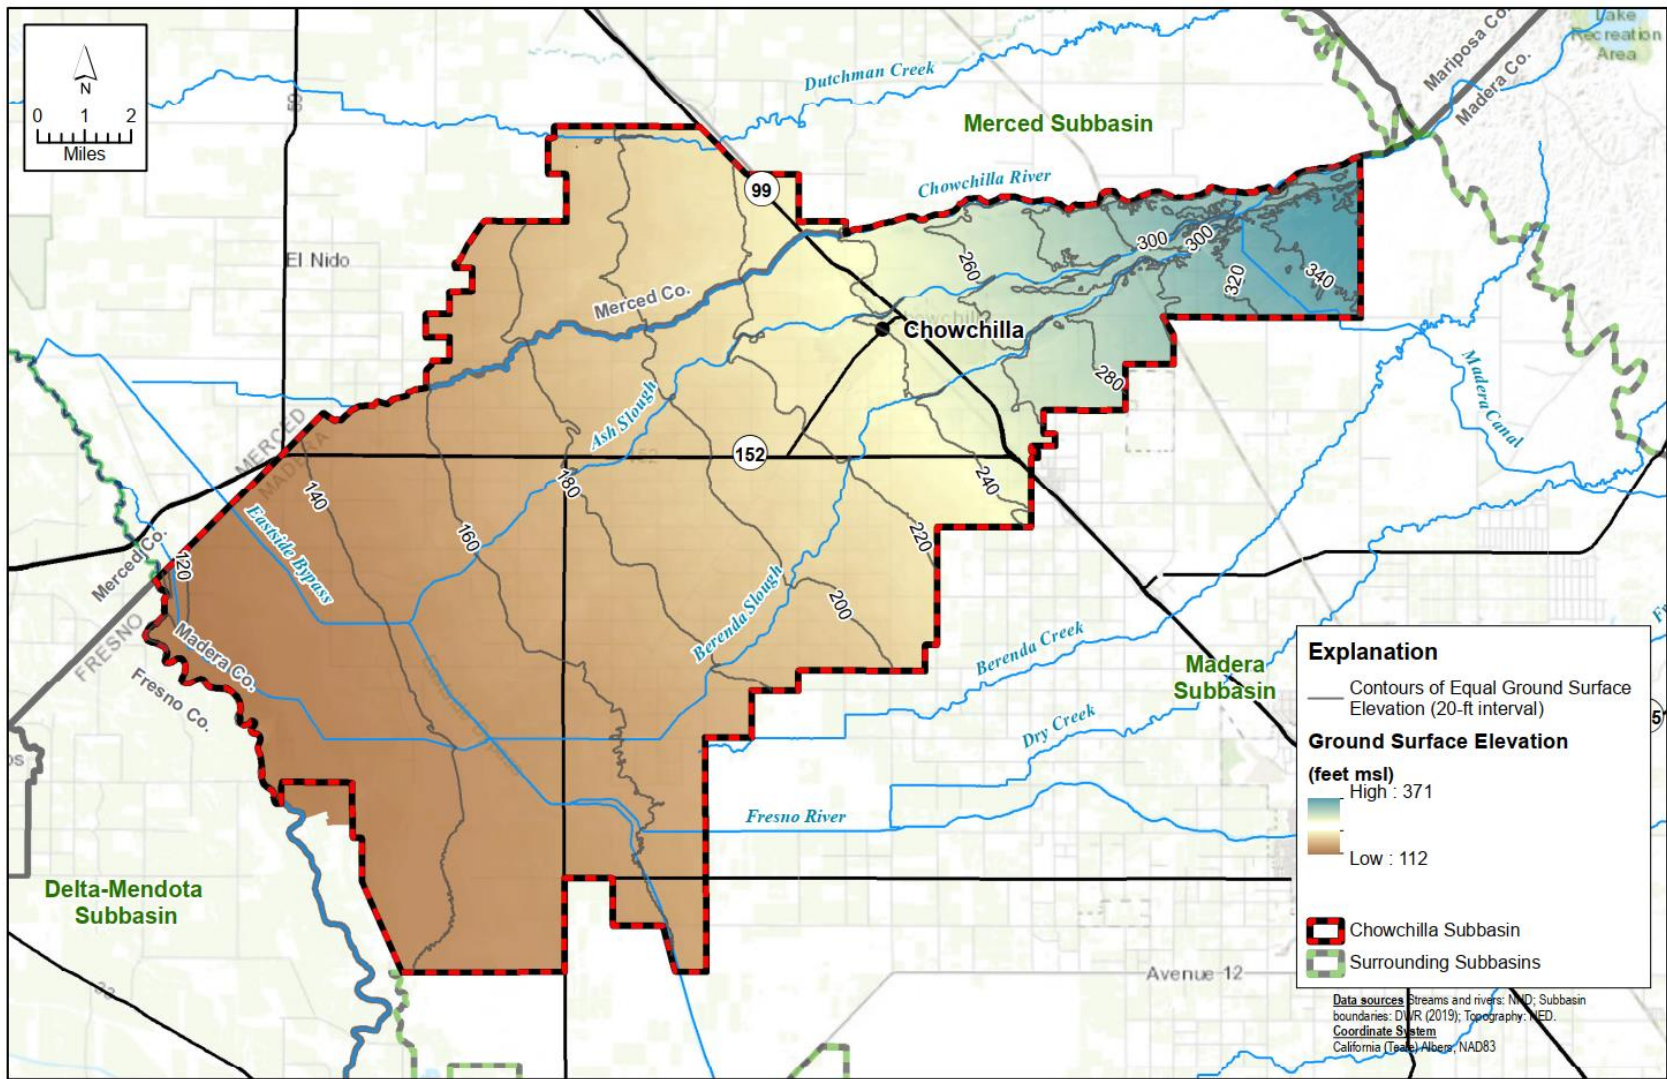 N
0 1 2
Miles
59
Dutchman Creek
Merced Subbasin
Mariposa Co.
Madera Co.
Lake
Recreation
Area
99
Chowchilla River
El Nido
Merced Co.
260
300
300
320
340
Chowchilla
280
Madera Canal
MERCED
MADERA
Ash Slough
152
152
140
160
180
240
220
200
Eastside Bypass
120
Merced Co.
FRESNO
Madera Co.
Fresno Co.
Berenda Slough
Berenda Creek
Madera
Subbasin
Dry Creek
Fresno River
Delta-Mendota
Subbasin
33
Avenue 12
Explanation
Contours of Equal Ground Surface
Elevation (20-ft interval)
Ground Surface Elevation
(feet msl)
High : 371
Low : 112
Chowchilla Subbasin
Surrounding Subbasins
Data sources Streams and rivers: NHD; Subbasin
boundaries: DWR (2019); Topography: NED.
Coordinate System
California (Teale) Albers, NAD83